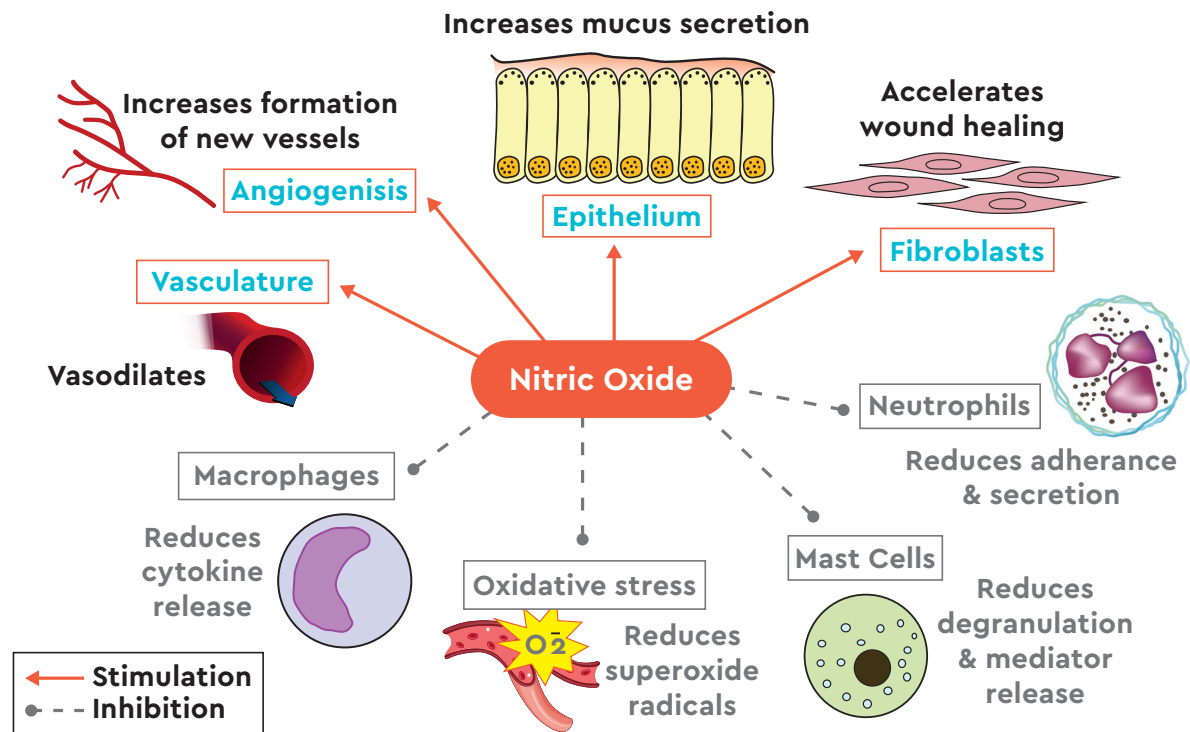 Increases mucus secretion
Increases formation
of new vessels
Angiogenisis
Epithelium
Accelerates
wound healing
Fibroblasts
Vasculature
Vasodilates
Nitric Oxide
Neutrophils
Reduces adherance
& secretion
Macrophages
Reduces
cytokine
release
Oxidative stress
O2̄
Reduces
superoxide
radicals
Mast Cells
Reduces
degranulation
& mediator
release
Stimulation
Inhibition